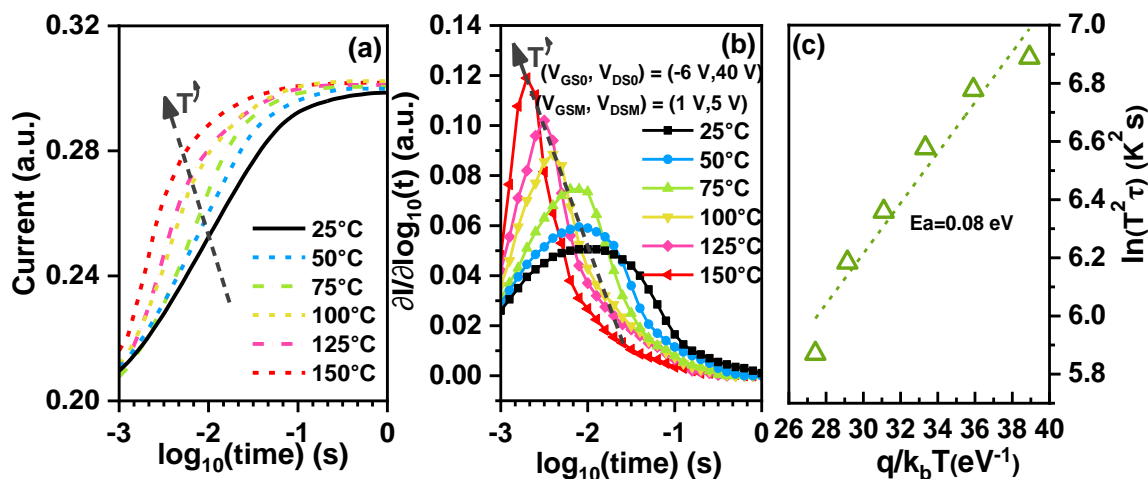 (a)
T
Current (a.u.)
0.32
0.28
0.24
0.20
25°C
50°C
75°C
100°C
125°C
150°C
-3 -2 -1 0
log10(time) (s)
(b)
T
(VGS0, VDS0) = (-6 V,40 V)
(VGSM, VDSM) = (1 V,5 V)
∂I/∂log10(t) (a.u.)
0.14
0.12
0.10
0.08
0.06
0.04
0.02
0.00
25°C
50°C
75°C
100°C
125°C
150°C
-3 -2 -1 0
log10(time) (s)
(c)
Ea=0.08 eV
7.0
6.8
6.6
6.4
6.2
6.0
5.8
ln(T²τ) (K² s)
26 28 30 32 34 36 38 40
q/kbT(eV⁻¹)